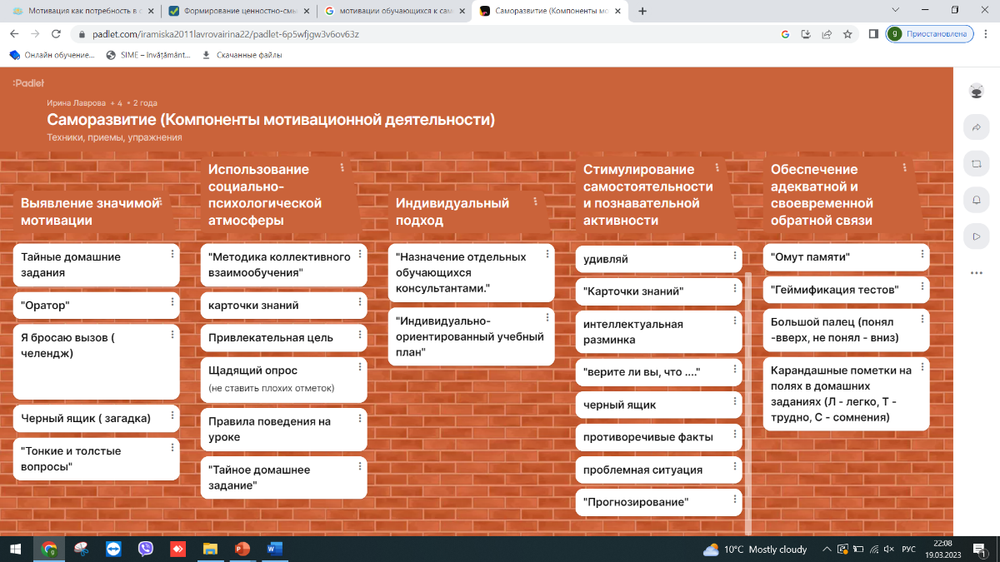 Мотивация как потребность в с
Формирование ценностно-смы
мотивации обучающихся к сам
Саморазвитие (Компоненты мо
padlet.com/iramiska2011lavrovairina22/padlet-6p5wfjgw3v6ov63z
g
Приостановлена
Онлайн обучение...
SIME – Învățământ...
Скачанные файлы
:Padlet
Ирина Лаврова + 4 • 2 года
Саморазвитие (Компоненты мотивационной деятельности)
Техники, приемы, упражнения
Выявление значимой
мотивации
Тайные домашние
задания
"Оратор"
Я бросаю вызов (
челендж)
Черный ящик ( загадка)
"Тонкие и толстые
вопросы"
Использование
социально-
психологической
атмосферы
"Методика коллективного
взаимообучения"
карточки знаний
Привлекательная цель
Щадящий опрос
(не ставить плохих отметок)
Правила поведения на
уроке
"Тайное домашнее
задание"
Индивидуальный
подход
"Назначение отдельных
обучающихся
консультантами."
"Индивидуально-
ориентированный учебный
план"
Стимулирование
самостоятельности
и познавательной
активности
удивляй
"Карточки знаний"
интеллектуальная
разминка
"верите ли вы, что ...."
черный ящик
противоречивые факты
проблемная ситуация
"Прогнозирование"
Обеспечение
адекватной и
своевременной
обратной связи
"Омут памяти"
"Геймификация тестов"
Большой палец (понял
-вверх, не понял - вниз)
Карандашные пометки на
полях в домашних
заданиях (Л - легко, Т -
трудно, С - сомнения)
10°C Mostly cloudy
РУС
22:08
19.03.2023
1